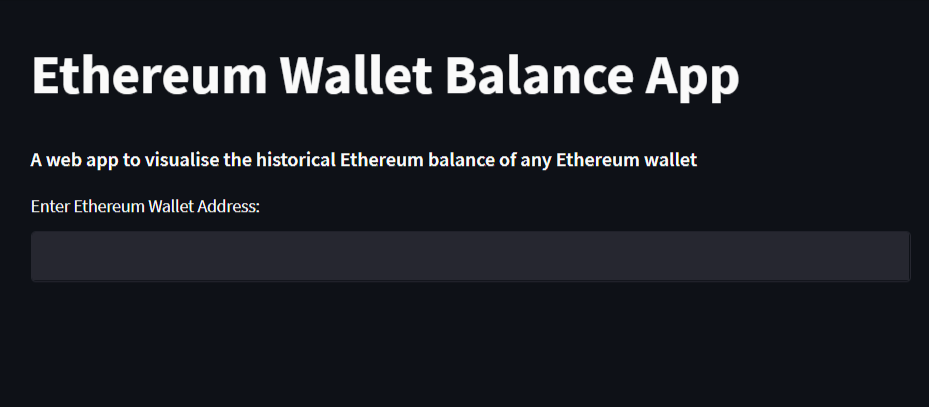 Ethereum Wallet Balance App
A web app to visualise the historical Ethereum balance of any Ethereum wallet
Enter Ethereum Wallet Address: